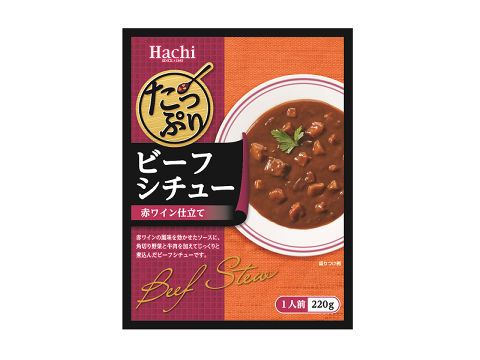 Hachi
SINCE 1845
たっぷり
ビーフ
シチュー
赤ワイン仕立て
赤ワインの風味を効かせたソースに、
角切り野菜と牛肉を加えてじっくりと
煮込んだビーフシチューです。
Beef Stew
盛りつけ例
1人前 220g